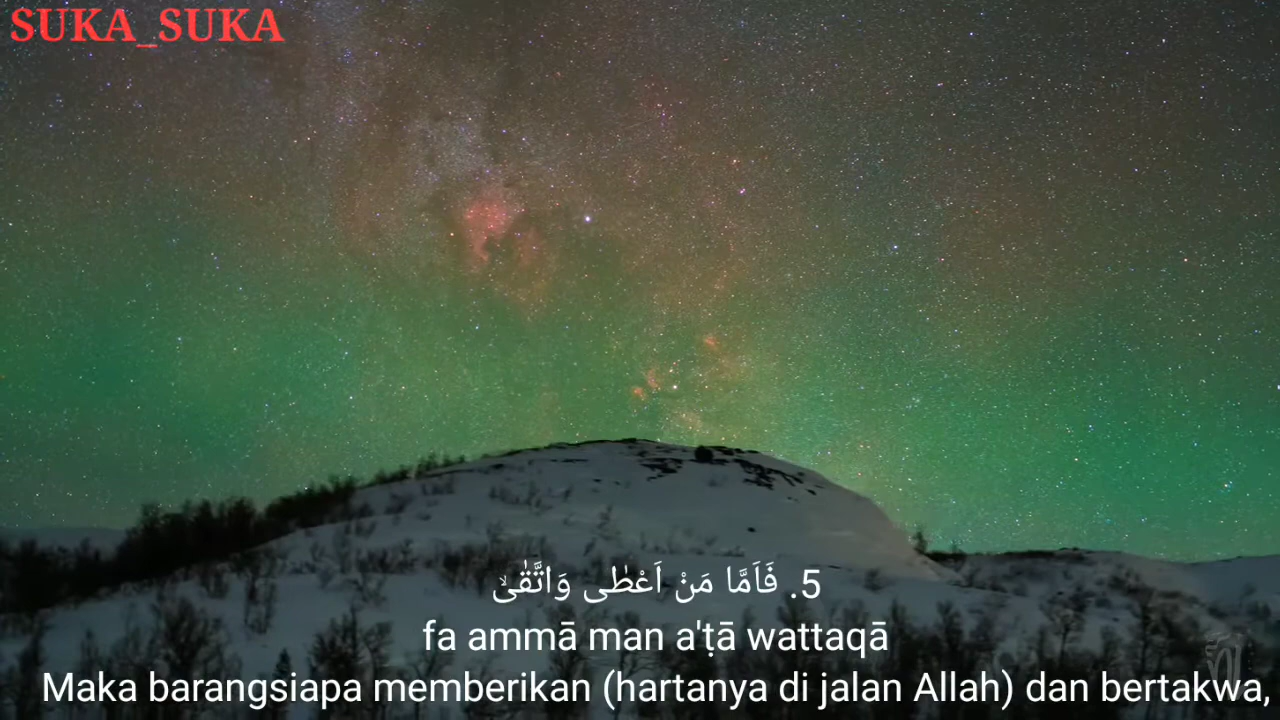 SUKA_SUKA
5. فَاَمَّا مَنْ اَعْطٰى وَاتَّقٰىۙ
fa ammā man a'ṭā wattaqā
Maka barangsiapa memberikan (hartanya di jalan Allah) dan bertakwa,